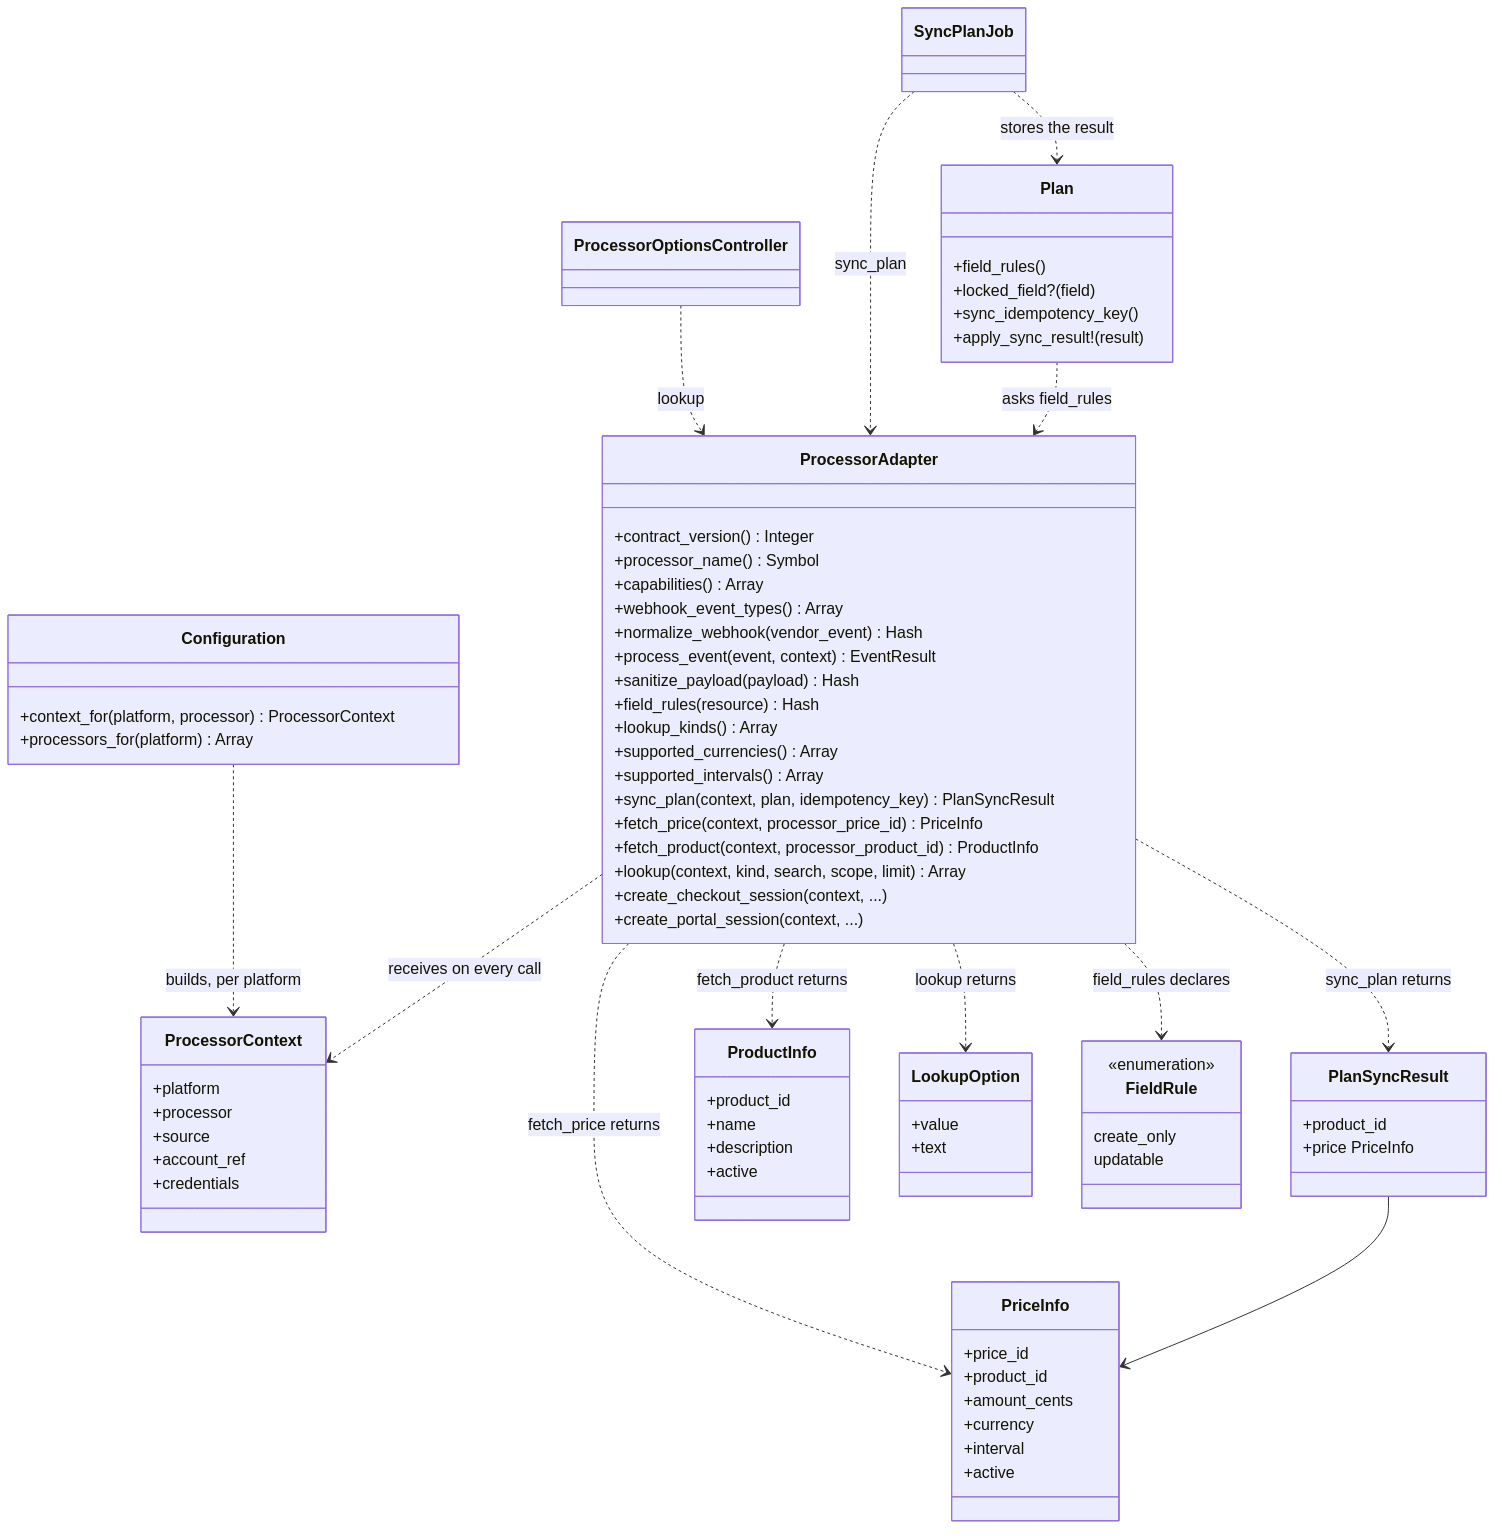 SyncPlanJob
stores the result
Plan
+field_rules()
+locked_field?(field)
+sync_idempotency_key()
+apply_sync_result!(result)
ProcessorOptionsController
sync_plan
lookup
asks field_rules
ProcessorAdapter
+contract_version() : Integer
+processor_name() : Symbol
+capabilities() : Array
+webhook_event_types() : Array
+normalize_webhook(vendor_event) : Hash
+process_event(event, context) : EventResult
+sanitize_payload(payload) : Hash
+field_rules(resource) : Hash
+lookup_kinds() : Array
+supported_currencies() : Array
+supported_intervals() : Array
+sync_plan(context, plan, idempotency_key) : PlanSyncResult
+fetch_price(context, processor_price_id) : PriceInfo
+fetch_product(context, processor_product_id) : ProductInfo
+lookup(context, kind, search, scope, limit) : Array
+create_checkout_session(context, ...)
+create_portal_session(context, ...)
Configuration
+context_for(platform, processor) : ProcessorContext
+processors_for(platform) : Array
builds, per platform
receives on every call
fetch_product returns
lookup returns
field_rules declares
sync_plan returns
ProcessorContext
+platform
+processor
+source
+account_ref
+credentials
fetch_price returns
ProductInfo
+product_id
+name
+description
+active
LookupOption
+value
+text
«enumeration»
FieldRule
create_only
updatable
PlanSyncResult
+product_id
+price PriceInfo
PriceInfo
+price_id
+product_id
+amount_cents
+currency
+interval
+active